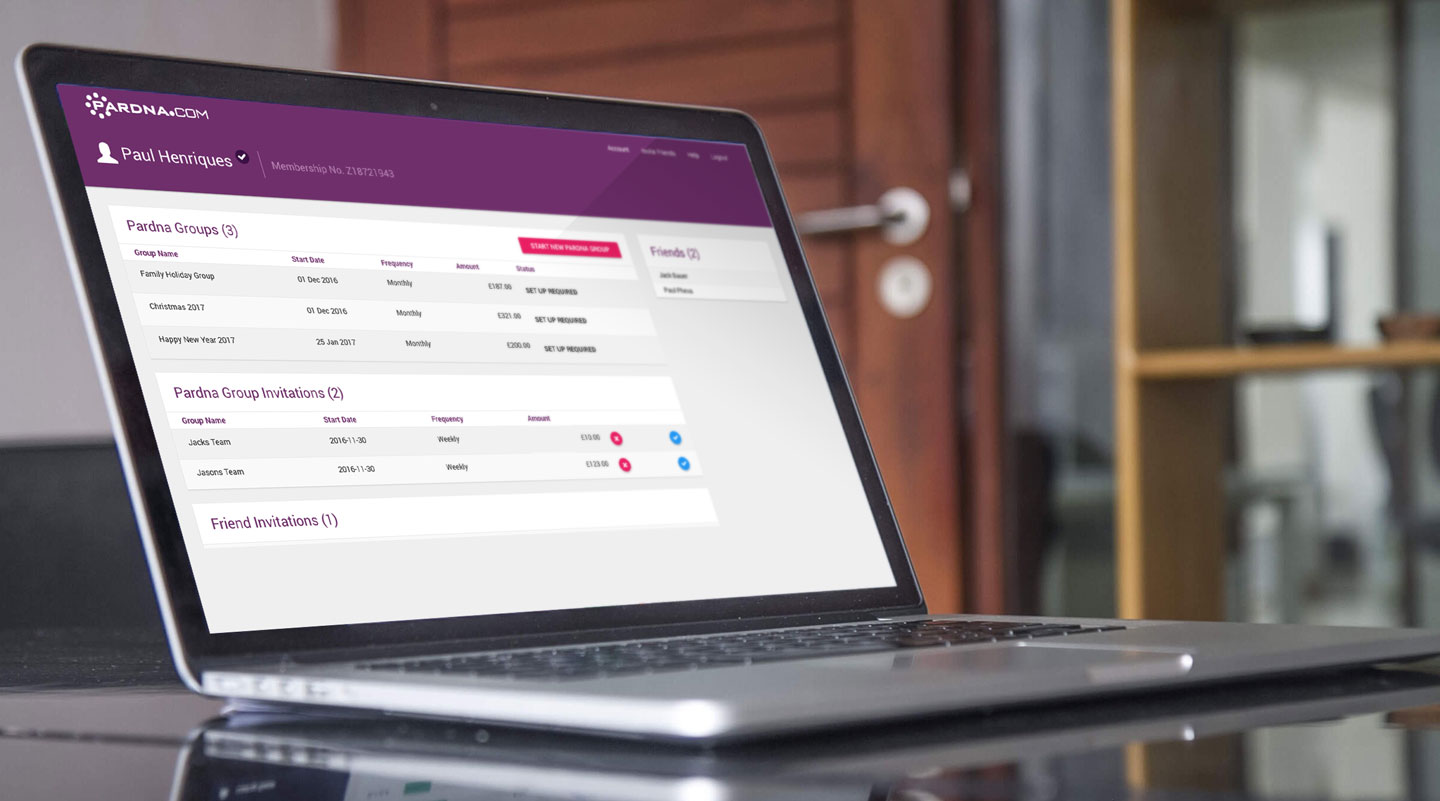 PARDNA.COM
Account Invite Friends Help Logout
Paul Henriques
Membership No. Z18721943
Pardna Groups (3)
START NEW PARDNA GROUP
Group Name Start Date Frequency Amount Status
Family Holiday Group 01 Dec 2016 Monthly £187.00 SET UP REQUIRED
Christmas 2017 01 Dec 2016 Monthly £321.00 SET UP REQUIRED
Happy New Year 2017 25 Jan 2017 Monthly £200.00 SET UP REQUIRED
Friends (2)
Jack Bauer
Paul
Pardna Group Invitations (2)
Group Name Start Date Frequency Amount
Jacks Team 2016-11-30 Weekly £10.00
Jasons Team 2016-11-30 Weekly £123.00
Friend Invitations (1)